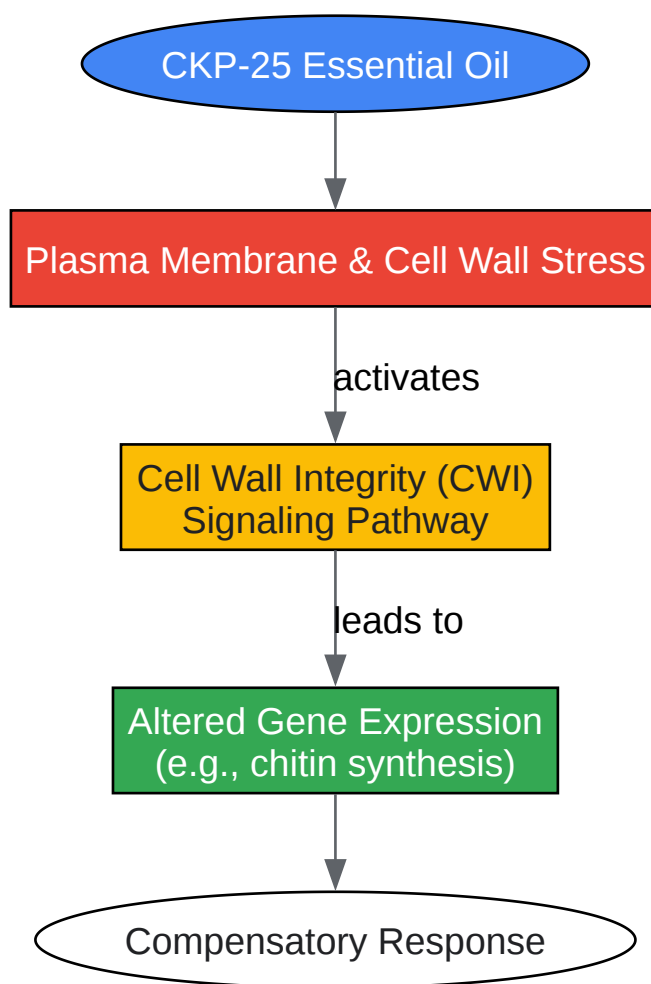 CKP-25 Essential Oil
Plasma Membrane & Cell Wall Stress
activates
Cell Wall Integrity (CWI)
Signaling Pathway
leads to
Altered Gene Expression
(e.g., chitin synthesis)
Compensatory Response